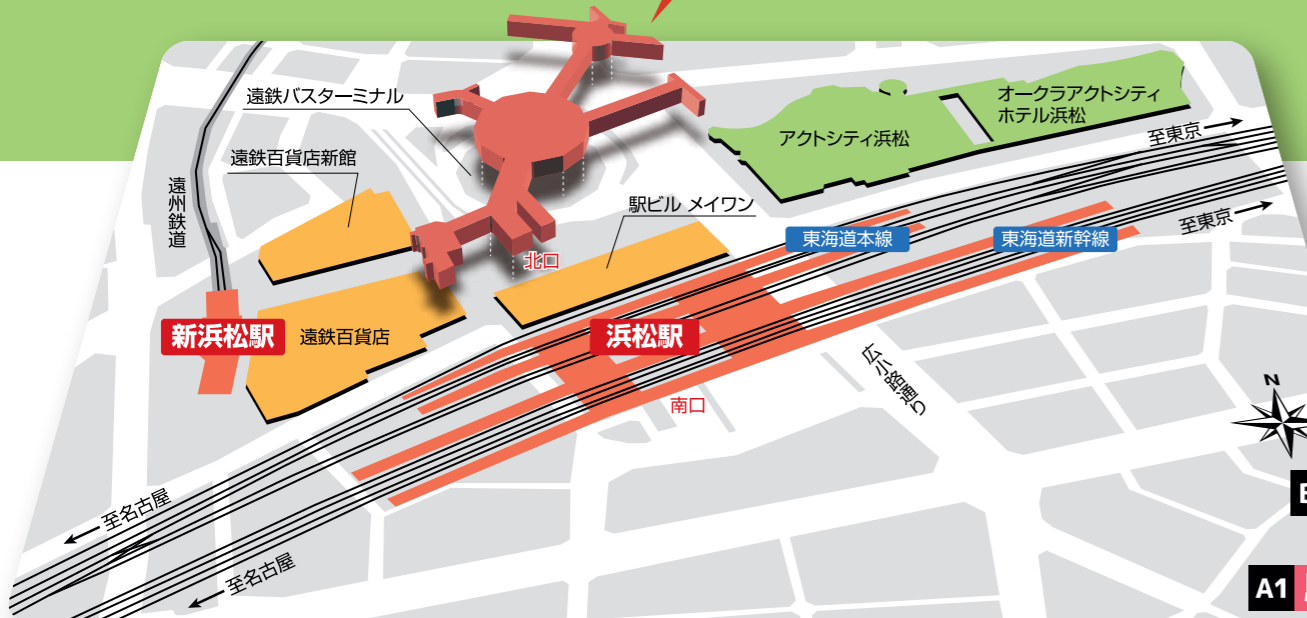 遠鉄バスターミナル
オークラアクトシティ
ホテル浜松
アクトシティ浜松
至東京
遠鉄百貨店新館
遠州鉄道
駅ビル メイワン
至東京
東海道本線
東海道新幹線
北口
新浜松駅
遠鉄百貨店
浜松駅
広小路通り
南口
N
至名古屋
至名古屋
A1